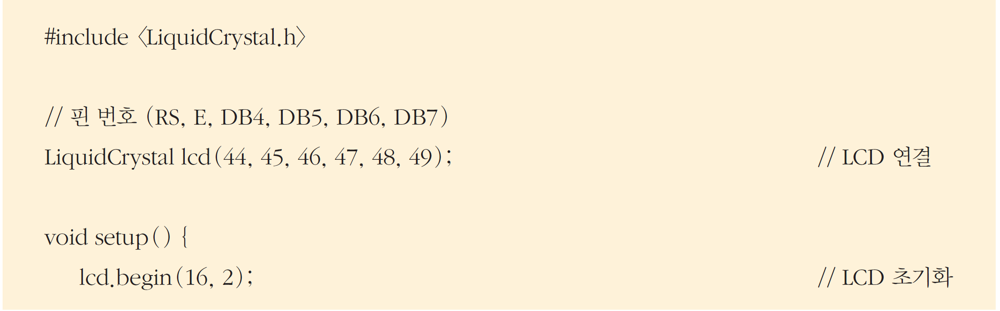 #include 〈LiquidCrystal.h〉
// 핀 번호 (RS, E, DB4, DB5, DB6, DB7)
LiquidCrystal lcd(44, 45, 46, 47, 48, 49); // LCD 연결
void setup() {
lcd.begin(16, 2); // LCD 초기화